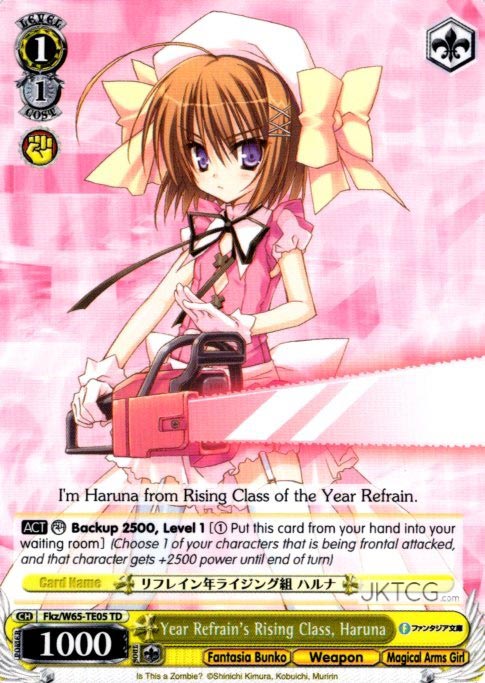 LEVEL
1
1
COST
I'm Haruna from Rising Class of the Year Refrain.
ACT Backup 2500, Level 1 [① Put this card from your hand into your
waiting room] (Choose 1 of your characters that is being frontal attacked,
and that character gets +2500 power until end of turn)
Card Name リフレイン年ライジング組 ハルナ
JKTCG.com
CH Fkz/W65-TE05 TD
POWER 1000 SOUL Year Refrain's Rising Class, Haruna ファンタジア文庫
Fantasia Bunko Weapon Magical Arms Girl
Is This a Zombie? ©Shinichi Kimura, Kobuichi, Muririn